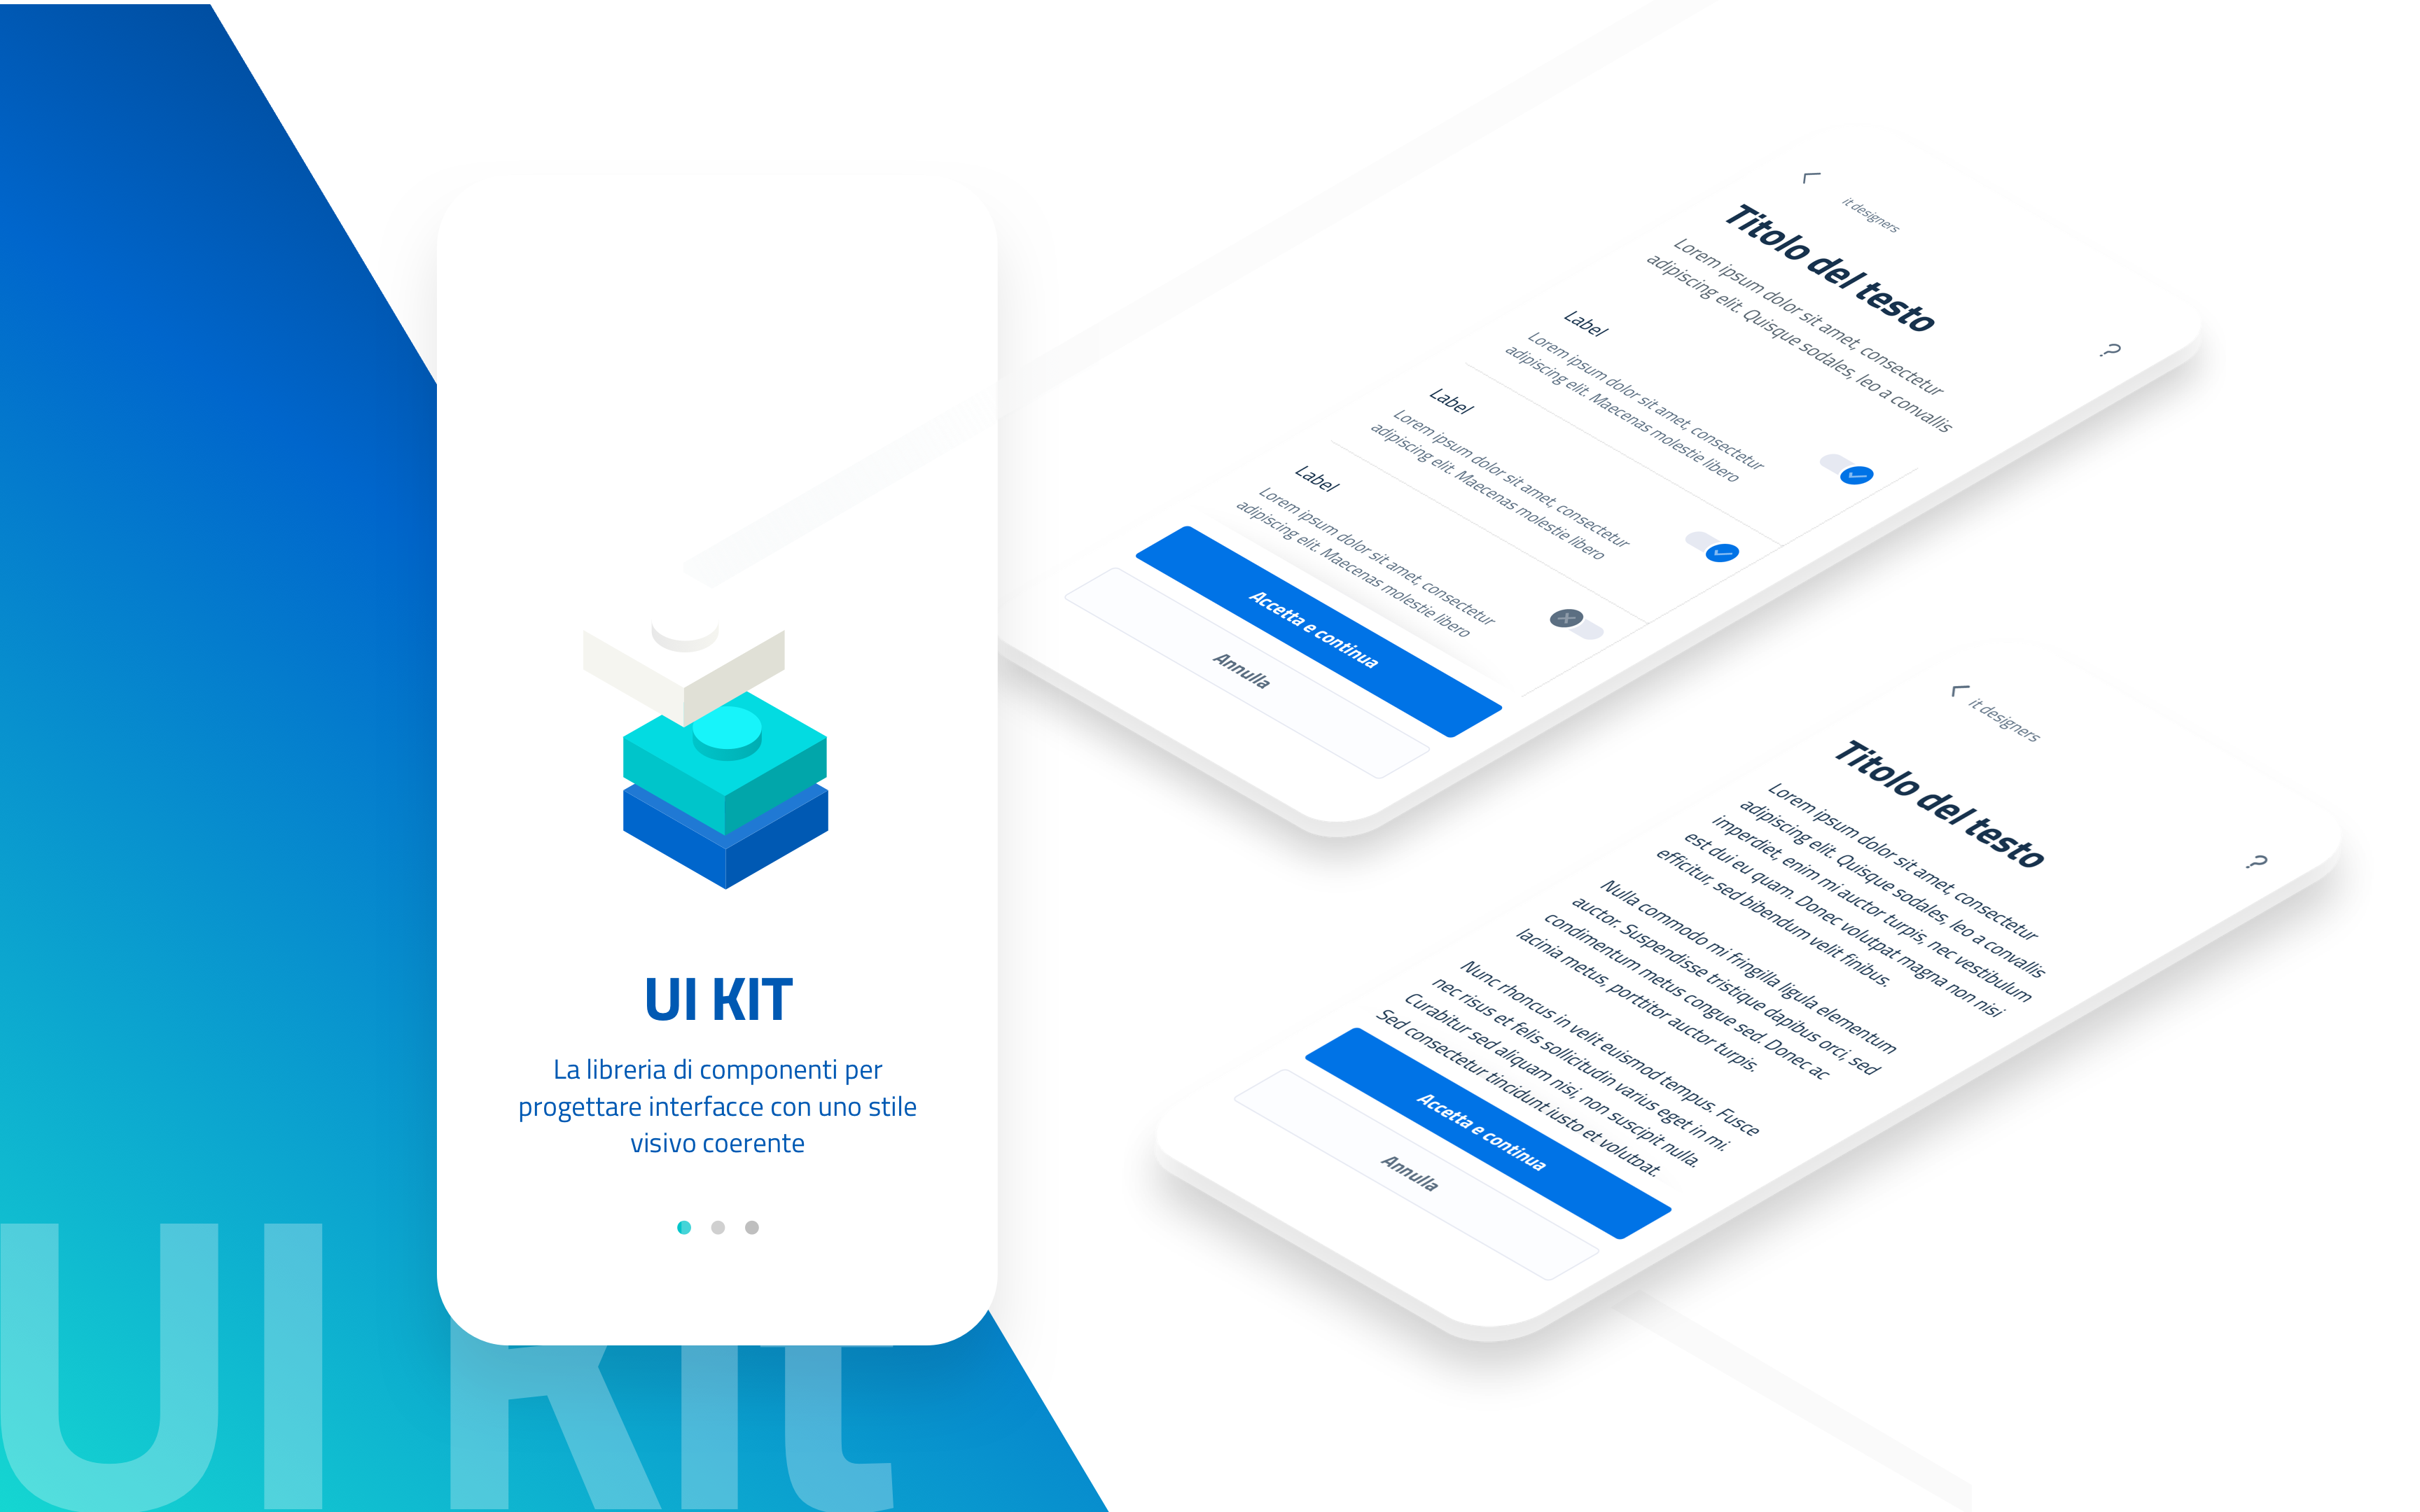 UI KIT
La libreria di componenti per
progettare interfacce con uno stile
visivo coerente
UI Kit
it designers
?
Titolo del testo
Lorem ipsum dolor sit amet, consectetur
adipiscing elit. Quisque sodales, leo a convallis
Label
Lorem ipsum dolor sit amet, consectetur
adipiscing elit. Maecenas molestie libero
Label
Lorem ipsum dolor sit amet, consectetur
adipiscing elit. Maecenas molestie libero
Label
Lorem ipsum dolor sit amet, consectetur
adipiscing elit. Maecenas molestie libero
Accetta e continua
Annulla
it designers
?
Titolo del testo
Lorem ipsum dolor sit amet, consectetur
adipiscing elit. Quisque sodales, leo a convallis
imperdiet, enim mi auctor turpis, nec vestibulum
est dui eu quam. Donec volutpat magna non nisi
efficitur, sed bibendum velit finibus.
Nulla commodo mi fringilla ligula elementum
auctor. Suspendisse tristique dapibus orci, sed
condimentum metus congue sed. Donec ac
lacinia metus, porttitor auctor turpis.
Nunc rhoncus in velit euismod tempus. Fusce
nec risus et felis sollicitudin varius eget in mi.
Curabitur sed aliquam nisi, non suscipit nulla.
Sed consectetur tincidunt iusto et volutpat.
Accetta e continua
Annulla